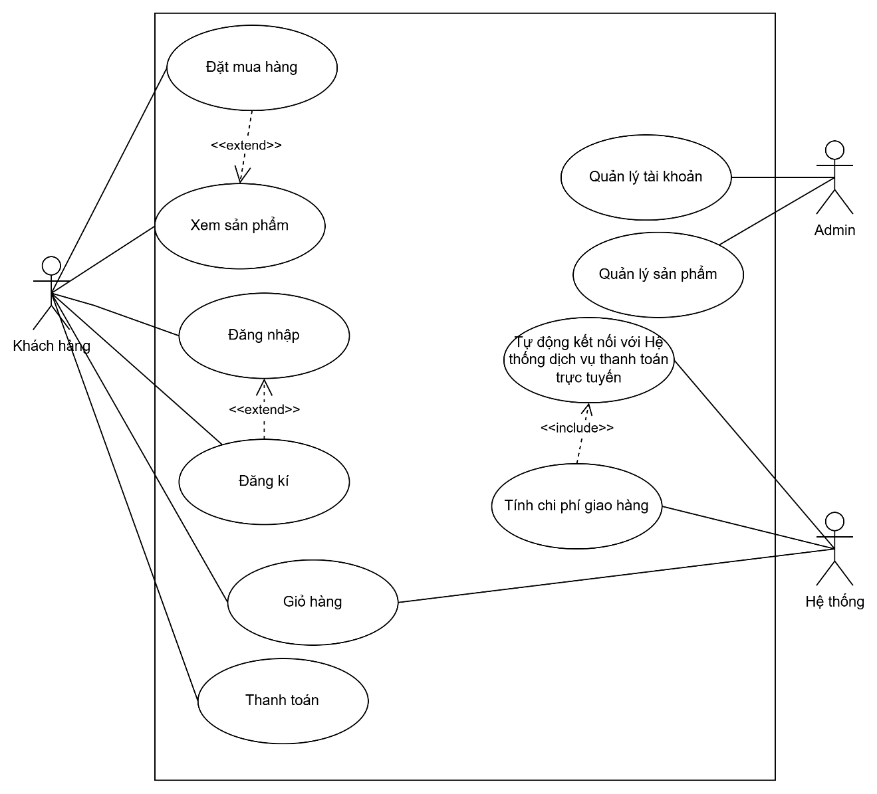 Đặt mua hàng
<<extend>>
Xem sản phẩm
Khách hàng
Đăng nhập
<<extend>>
Đăng kí
Giỏ hàng
Thanh toán
Quản lý tài khoản
Admin
Quản lý sản phẩm
Tự động kết nối với Hệ
thống dịch vụ thanh toán
trực tuyến
<<include>>
Tính chi phí giao hàng
Hệ thống